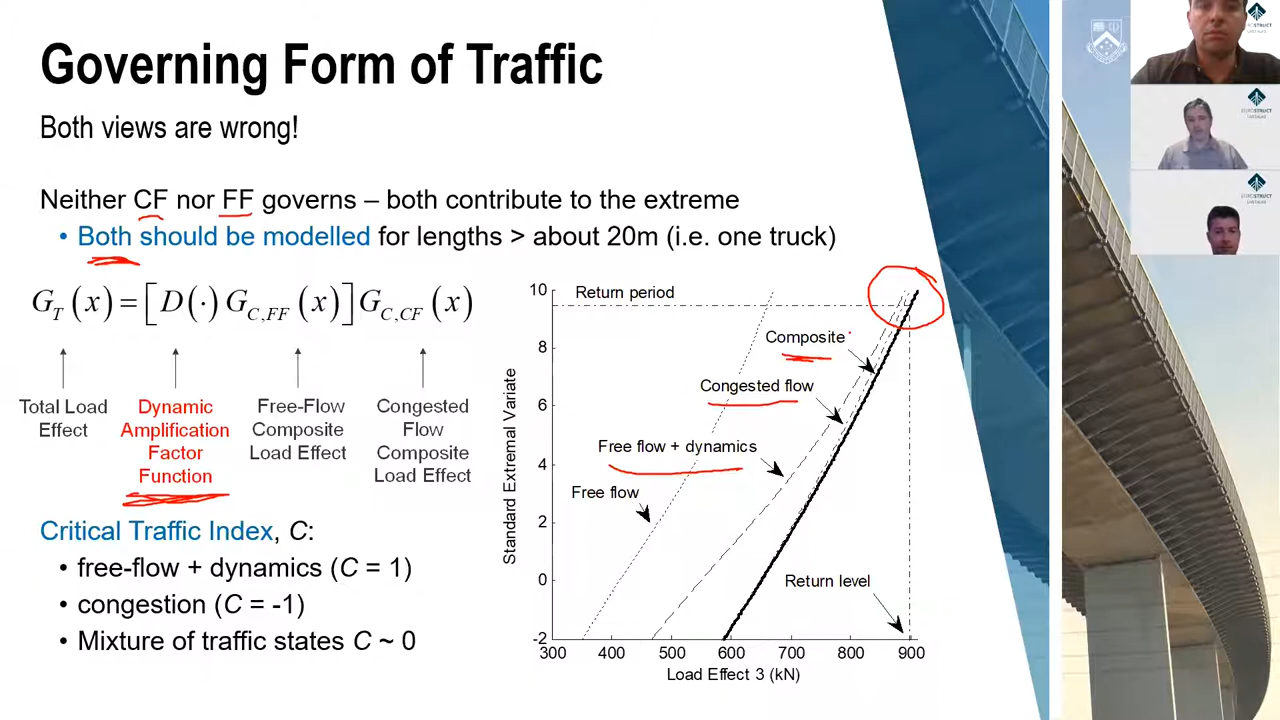 Governing Form of Traffic
Both views are wrong!
Neither CF nor FF governs – both contribute to the extreme
• Both should be modelled for lengths > about 20m (i.e. one truck)
G_T (x) = [D(·) G_{C,FF} (x)] G_{C,CF} (x)
Total Load
Effect
Dynamic
Amplification
Factor
Function
Free-Flow
Composite
Load Effect
Congested
Flow
Composite
Load Effect
Critical Traffic Index, C:
• free-flow + dynamics (C = 1)
• congestion (C = -1)
• Mixture of traffic states C ~ 0
Standard Extremal Variate
10
8
6
4
2
0
-2
Return period
Composite
Congested flow
Free flow + dynamics
Free flow
Return level
300
400
500
600
700
800
900
Load Effect 3 (kN)
EUROSTRUCT
EUROSTRUCT